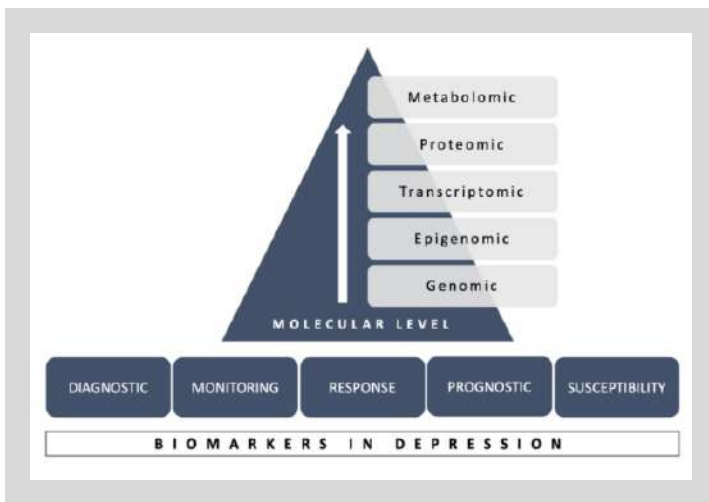 Metabolomic
Proteomic
Transcriptomic
Epigenomic
Genomic
MOLECULAR LEVEL
DIAGNOSTIC MONITORING RESPONSE PROGNOSTIC SUSCEPTIBILITY
BIOMARKERS IN DEPRESSION